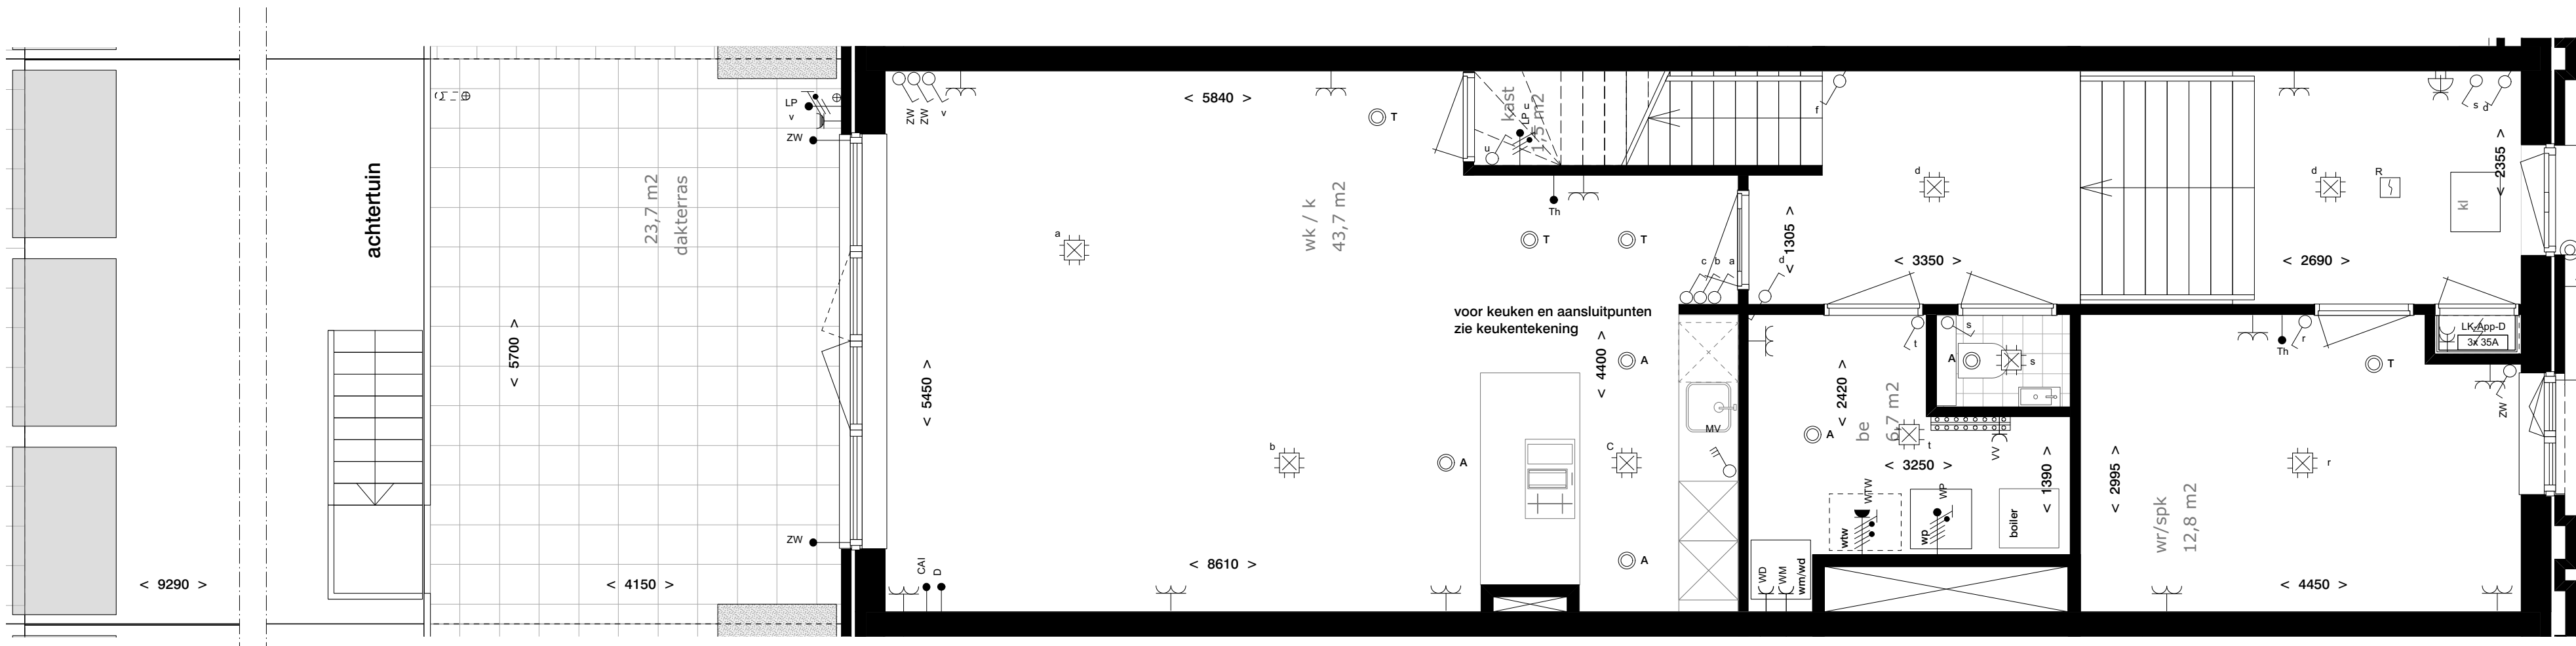 achtertuin
< 9290 >
< 5700 >
< 4150 >
23,7 m2
dakterras
LP
v
ZW
ZW
ZW
ZW
v
< 5840 >
T
a
wk / k
43,7 m2
< 5450 >
b
A
< 8610 >
CAI
D
kast
1,5 m2
LP
u
u
Th
T
T
voor keuken en aansluitpunten
zie keukentekening
< 4400 >
A
C
A
MV
c
b
a
d
< 1305 >
f
d
< 3350 >
t
s
A
s
< 2420 >
be
6,7 m2
A
t
VV
< 3250 >
< 1390 >
WTW
wtw
WP
wp
boiler
WD
WM
wm/wd
d
R
kl
s
d
< 2355 >
< 2690 >
LK-App-D
3x 35A
Th
r
T
ZW
< 2995 >
wr/spk
12,8 m2
r
< 4450 >